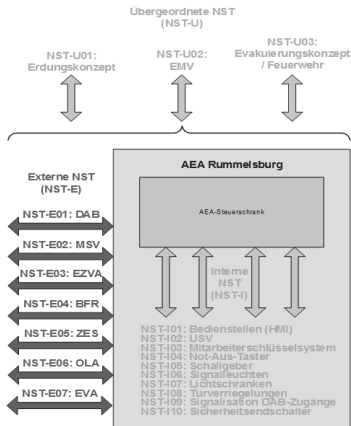 Übergeordnete NST
(NST-U)
NST-U01:
Erdungskonzept
NST-U02:
EMV
NST-U03:
Evakuierungskonzept
/ Feuerwehr
AEA Rummelsburg
Externe NST
(NST-E)
AEA-Steuerschrank
NST-E01: DAB
NST-E02: MSV
NST-E03: EZVA
NST-E04: BFR
NST-E05: ZES
NST-E06: OLA
NST-E07: EVA
Interne
NST
(NST-I)
NST-I01: Bedienstellen (HMI)
NST-I02: USV
NST-I03: Mitarbeiterschlüsselsystem
NST-I04: Not-Aus-Taster
NST-I05: Schallgeber
NST-I06: Signalleuchten
NST-I07: Lichtschranken
NST-I08: Türverriegelungen
NST-I09: Signalisation DAB-Zugänge
NST-I10: Sicherheitsendschalter